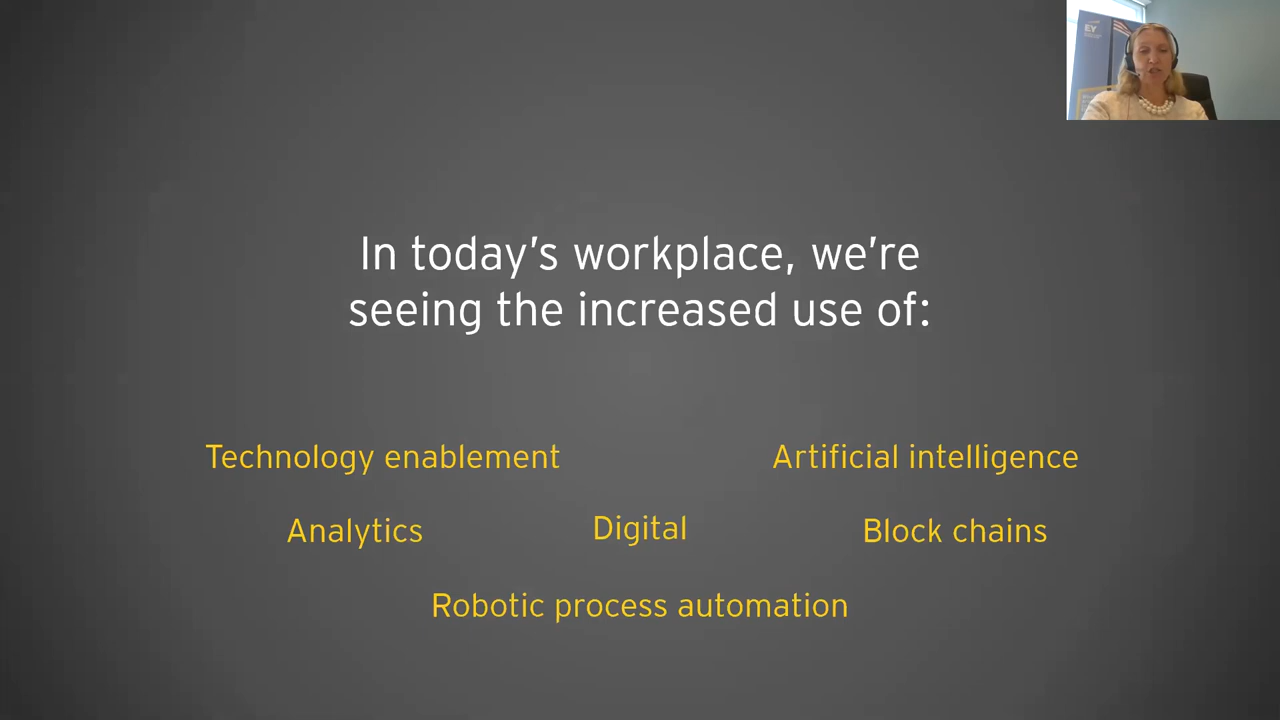 EY
In today's workplace, we're
seeing the increased use of:
Technology enablement
Artificial intelligence
Analytics
Digital
Block chains
Robotic process automation